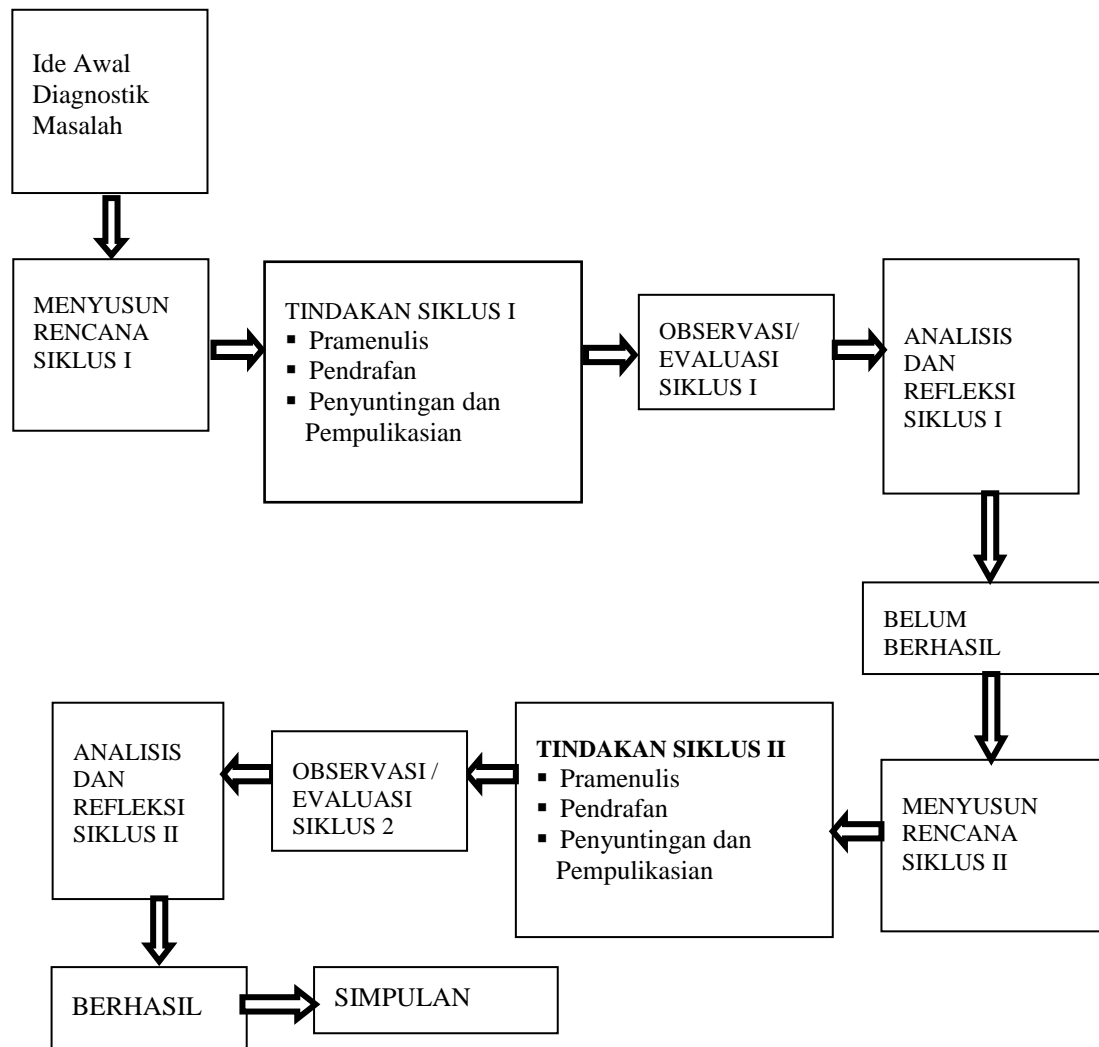 Ide Awal
Diagnostik
Masalah
MENYUSUN
RENCANA
SIKLUS I
TINDAKAN SIKLUS I
▪ Pramenulis
▪ Pendrafan
▪ Penyuntingan dan
Pempulikasian
OBSERVASI/
EVALUASI
SIKLUS I
ANALISIS
DAN
REFLEKSI
SIKLUS I
BELUM
BERHASIL
MENYUSUN
RENCANA
SIKLUS II
TINDAKAN SIKLUS II
▪ Pramenulis
▪ Pendrafan
▪ Penyuntingan dan
Pempulikasian
OBSERVASI /
EVALUASI
SIKLUS 2
ANALISIS
DAN
REFLEKSI
SIKLUS II
BERHASIL
SIMPULAN